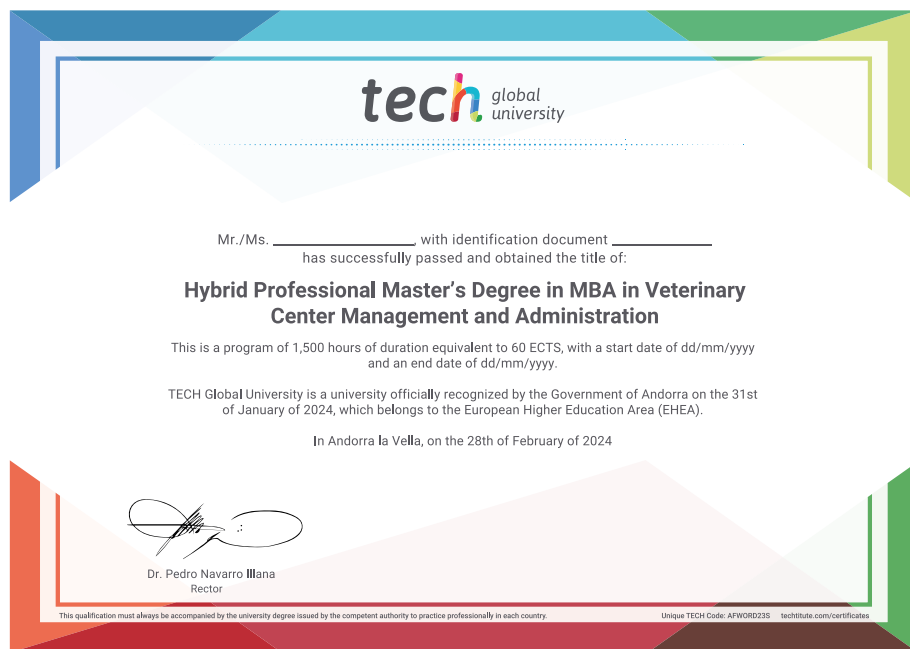 tech global
university
Mr./Ms. ____________, with identification document ____________
has successfully passed and obtained the title of:
Hybrid Professional Master's Degree in MBA in Veterinary
Center Management and Administration
This is a program of 1,500 hours of duration equivalent to 60 ECTS, with a start date of dd/mm/yyyy
and an end date of dd/mm/yyyy.
TECH Global University is a university officially recognized by the Government of Andorra on the 31st
of January of 2024, which belongs to the European Higher Education Area (EHEA).
In Andorra la Vella, on the 28th of February of 2024
Dr. Pedro Navarro Illana
Rector
This qualification must always be accompanied by the university degree issued by the competent authority to practice professionally in each country.
Unique TECH Code: AFWORD23S techtitute.com/certificates